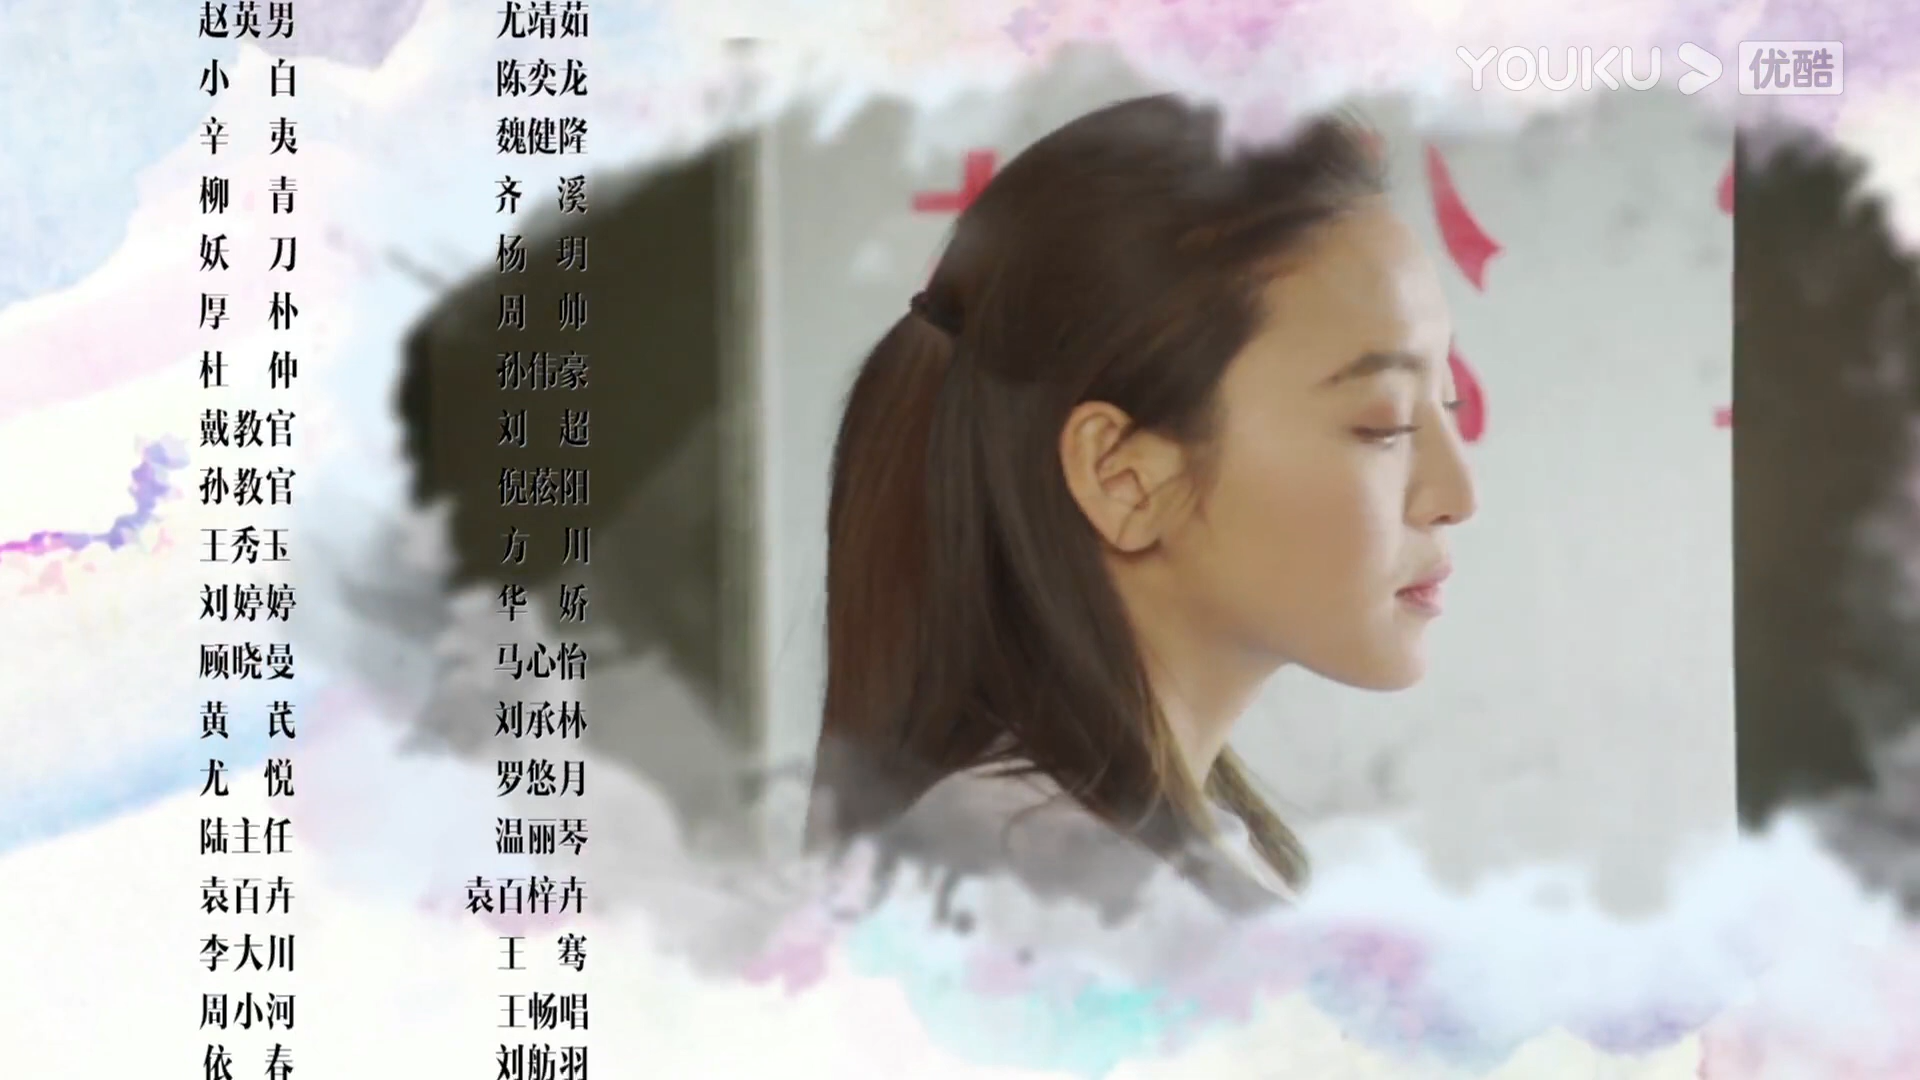 YOUKU 优酷
赵英男 尤靖茹
小白 陈奕龙
辛夷 魏健隆
柳青 齐溪
妖刀 杨玥
厚朴 周帅
杜仲 孙伟豪
戴教官 刘超
孙教官 倪菘阳
王秀玉 方川
刘婷婷 华娇
顾晓曼 马心怡
黄芪 刘承林
尤悦 罗悠月
陆主任 温丽琴
袁百卉 袁百梓卉
李大川 王骞
周小河 王畅唱
依春 刘舫羽